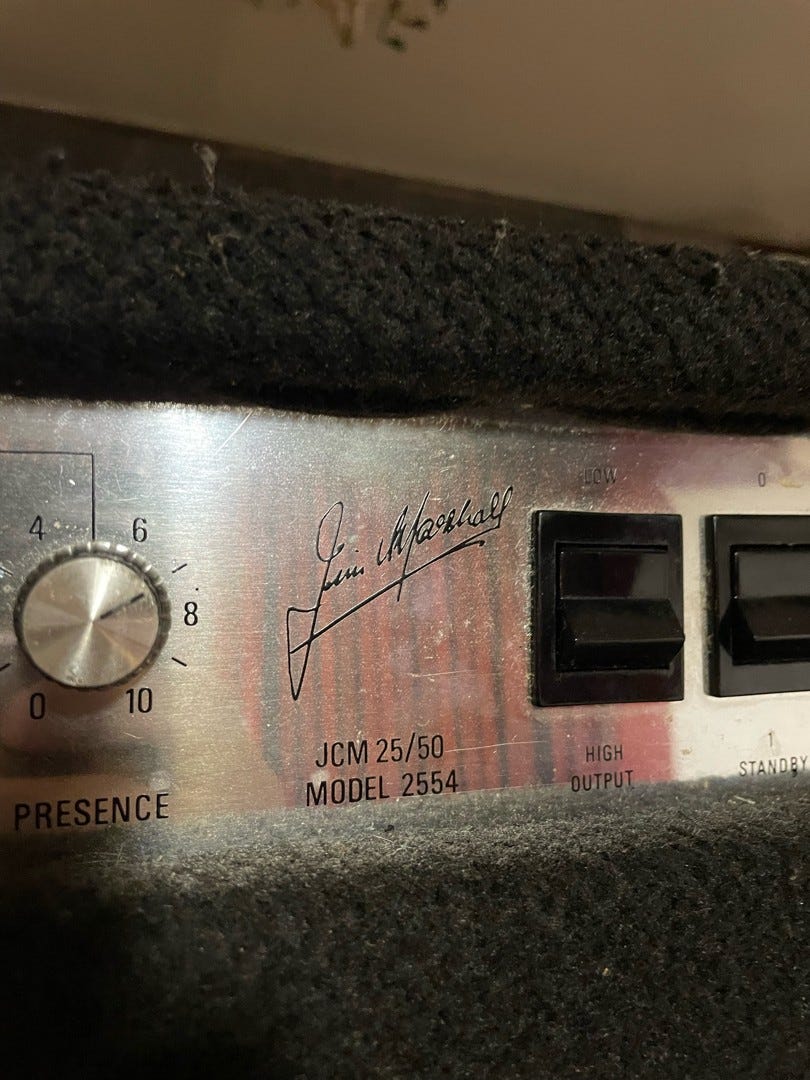 LOW
0
4 6
8
0 10
Jim Marshall
JCM 25/50
MODEL 2554
PRESENCE
HIGH
OUTPUT
1
STANDBY